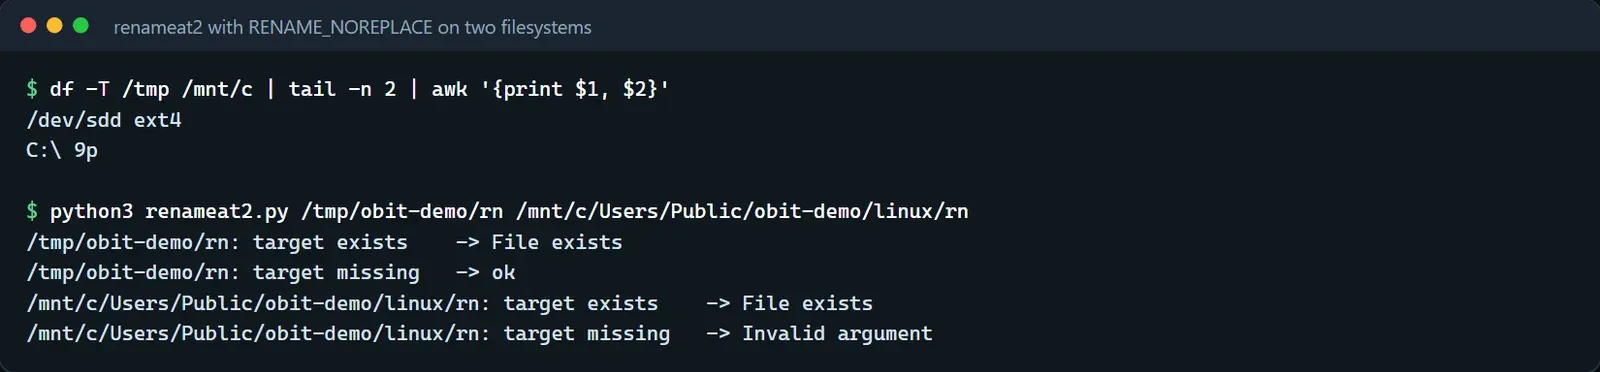 renameat2 with RENAME_NOREPLACE on two filesystems
$ df -T /tmp /mnt/c | tail -n 2 | awk '{print $1, $2}'
/dev/sdd ext4
C:\ 9p
$ python3 renameat2.py /tmp/obit-demo/rn /mnt/c/Users/Public/obit-demo/linux/rn
/tmp/obit-demo/rn: target exists    -> File exists
/tmp/obit-demo/rn: target missing   -> ok
/mnt/c/Users/Public/obit-demo/linux/rn: target exists    -> File exists
/mnt/c/Users/Public/obit-demo/linux/rn: target missing   -> Invalid argument